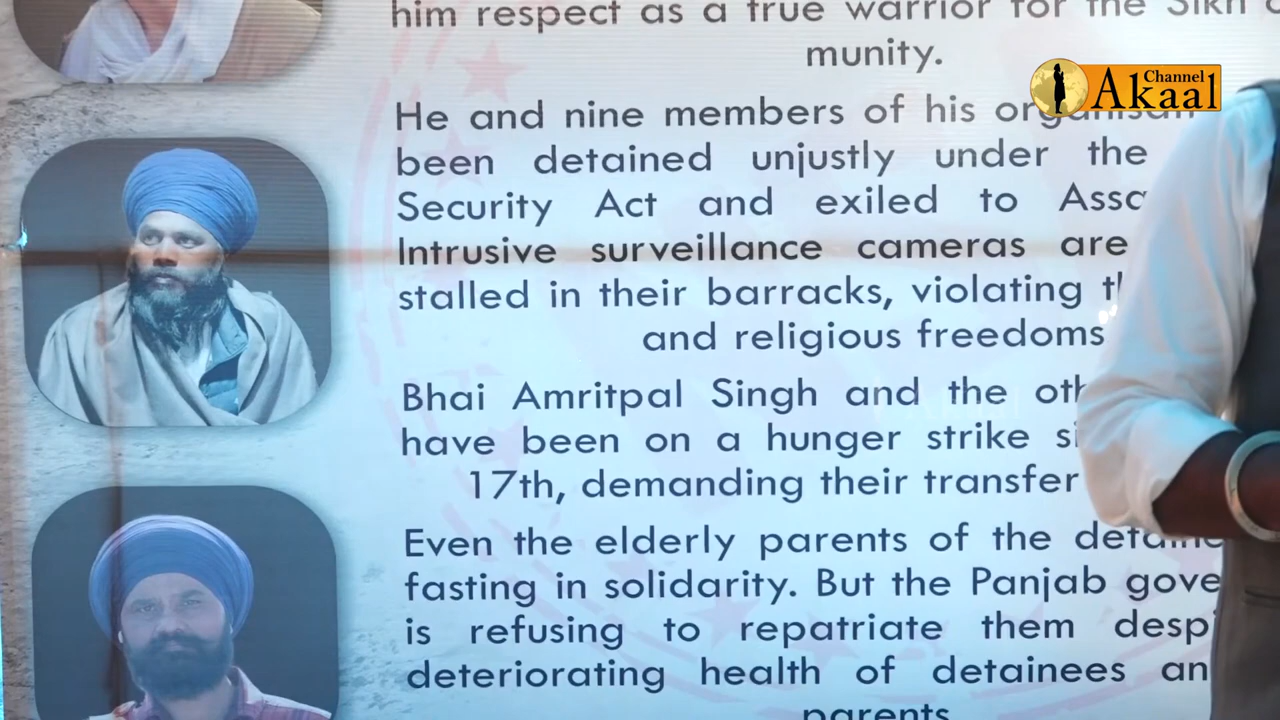 him respect as a true warrior for the Sikh
munity.
Channel
Akaal
He and nine members of his
been detained unjustly under the
Security Act and exiled to
Intrusive surveillance cameras are
stalled in their barracks, violating
and religious freedoms
Bhai Amritpal Singh and the
have been on a hunger strike
17th, demanding their transfer
Even the elderly parents of the
fasting in solidarity. But the Panjab
is refusing to repatriate them
deteriorating health of detainees
parents